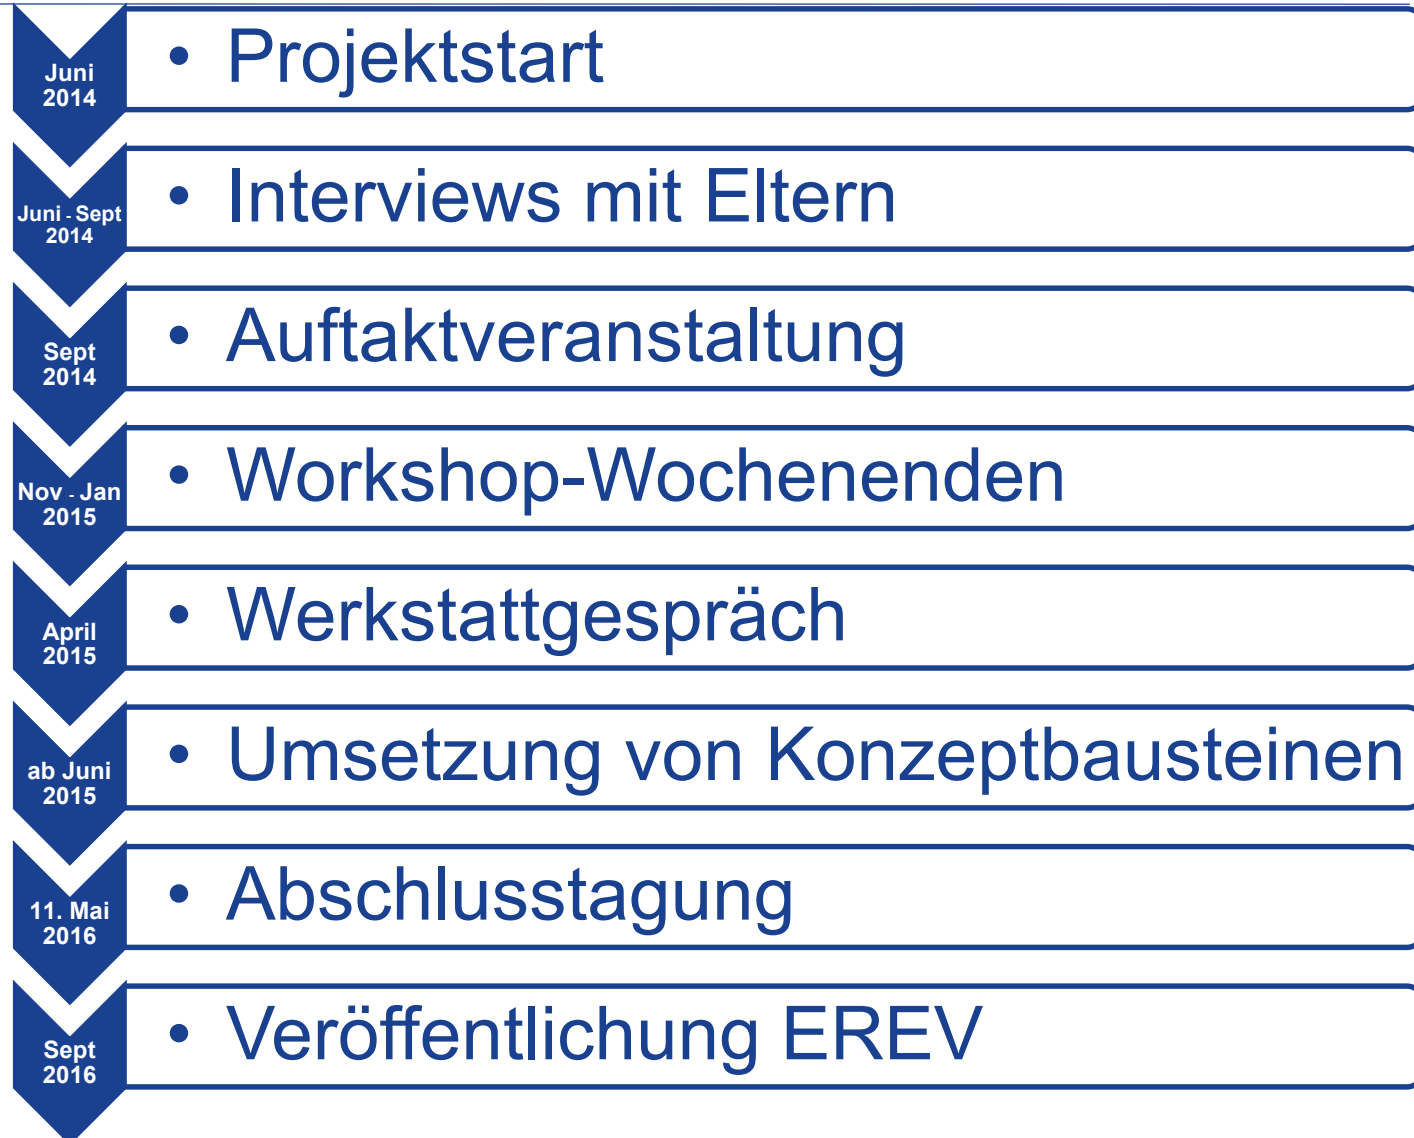 Juni
2014
• Projektstart
Juni - Sept
2014
• Interviews mit Eltern
Sept
2014
• Auftaktveranstaltung
Nov - Jan
2015
• Workshop-Wochenenden
April
2015
• Werkstattgespräch
ab Juni
2015
• Umsetzung von Konzeptbausteinen
11. Mai
2016
• Abschlusstagung
Sept
2016
• Veröffentlichung EREV